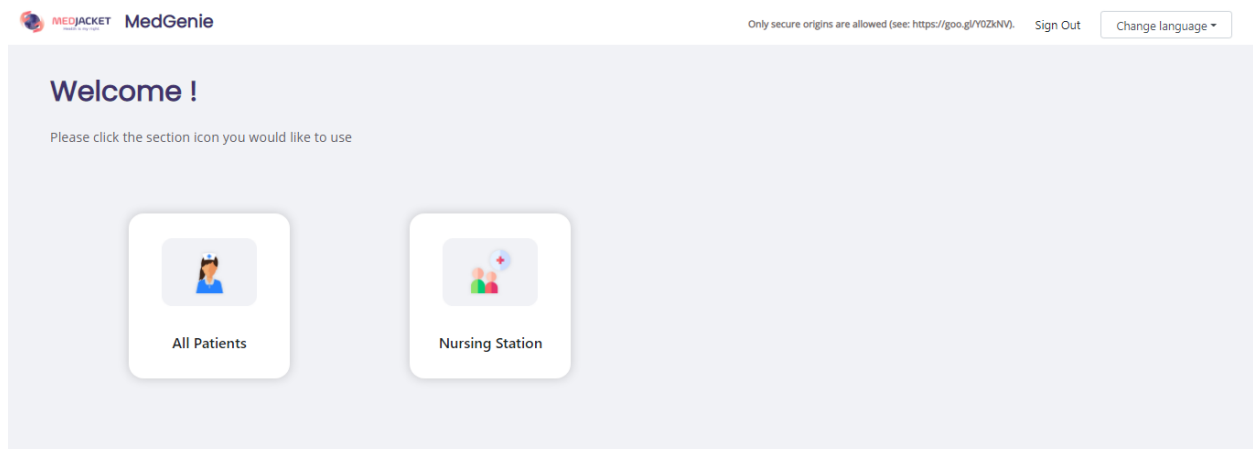 MEDJACKET MedGenie
Only secure origins are allowed (see: https://goo.gl/Y0ZkNV). Sign Out Change language
Welcome !
Please click the section icon you would like to use
All Patients Nursing Station